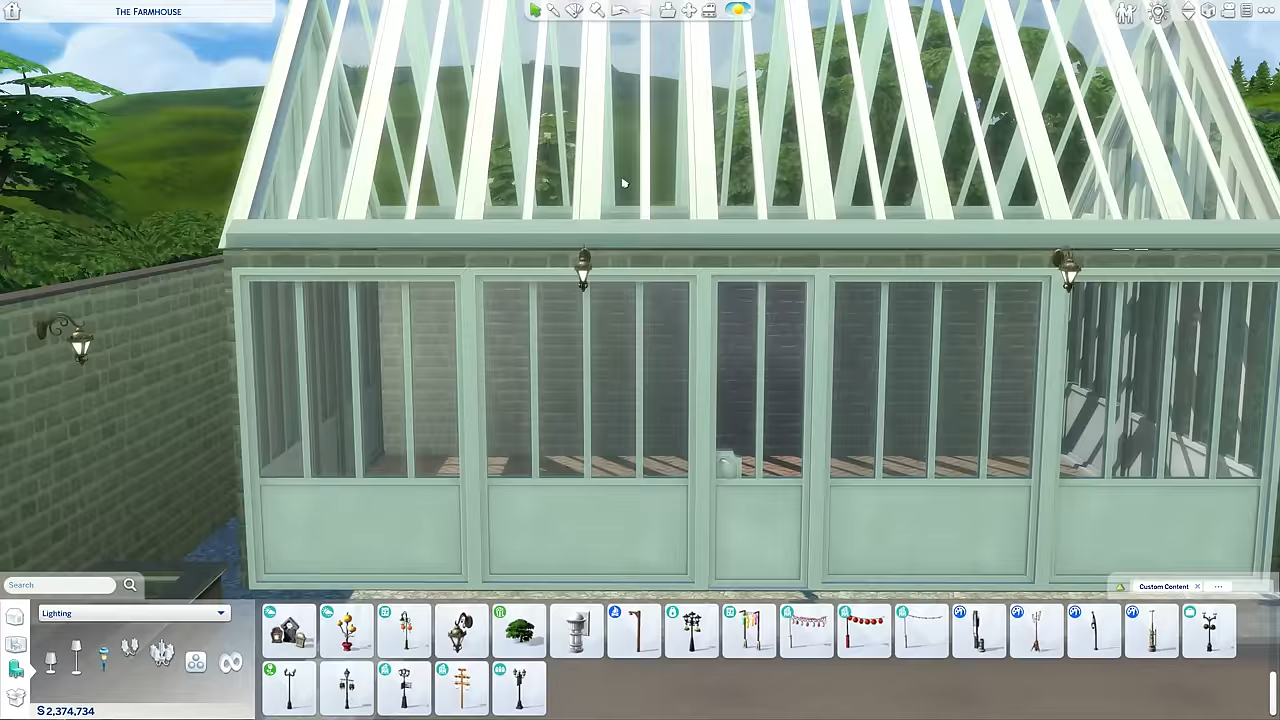 The Farmhouse
Search
Custom Content
Lighting
§2,374,734